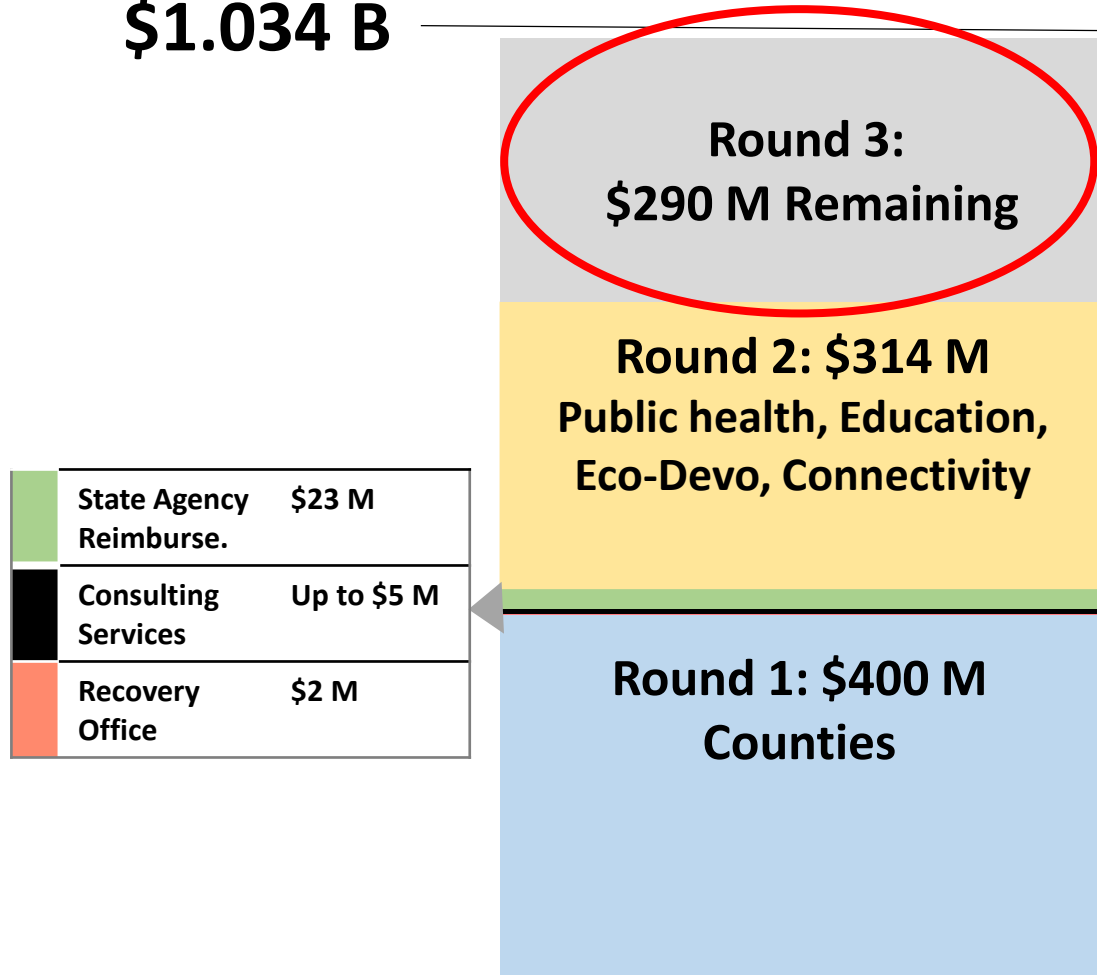 $1.034 B
Round 3:
$290 M Remaining
Round 2: $314 M
Public health, Education,
Eco-Devo, Connectivity
State Agency $23 M
Reimburse.
Consulting Up to $5 M
Services
Recovery $2 M
Office
Round 1: $400 M
Counties